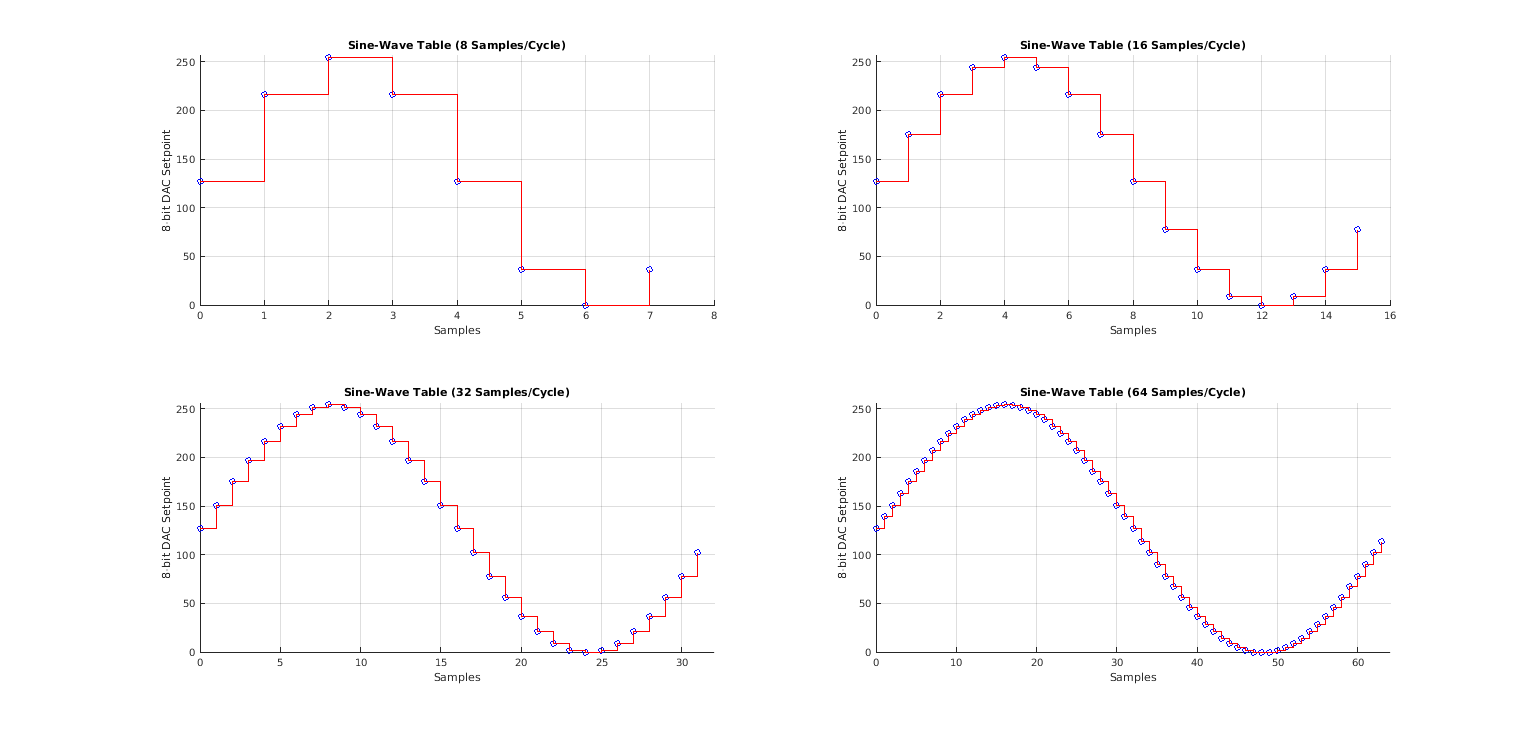 Sine-Wave Table (8 Samples/Cycle)
250
200
150
100
50
0
8-bit DAC Setpoint
0 1 2 3 4 5 6 7 8
Samples
Sine-Wave Table (16 Samples/Cycle)
250
200
150
100
50
0
8-bit DAC Setpoint
0 2 4 6 8 10 12 14 16
Samples
Sine-Wave Table (32 Samples/Cycle)
250
200
150
100
50
0
8-bit DAC Setpoint
0 5 10 15 20 25 30
Samples
Sine-Wave Table (64 Samples/Cycle)
250
200
150
100
50
0
8-bit DAC Setpoint
0 10 20 30 40 50 60
Samples